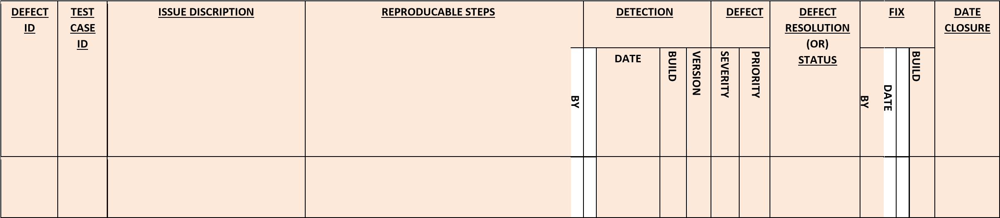 DEFECT
ID
TEST
CASE
ID
ISSUE DISCRIPTION
REPRODUCABLE STEPS
DETECTION
BY
DATE
BUILD
VERSION
DEFECT
SEVERITY
PRIORITY
DEFECT
RESOLUTION
(OR)
STATUS
FIX
BY
DATE
BUILD
DATE
CLOSURE